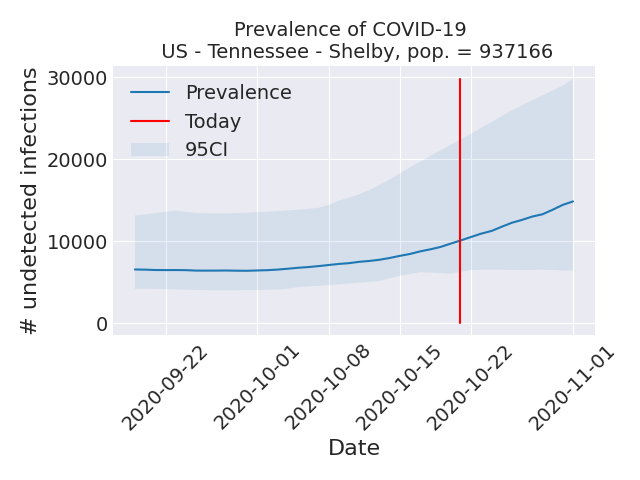 Prevalence of COVID-19
US - Tennessee - Shelby, pop. = 937166
# undetected infections
30000
20000
10000
0
Prevalence
Today
95CI
2020-09-22
2020-10-01
2020-10-08
2020-10-15
2020-10-22
2020-11-01
Date